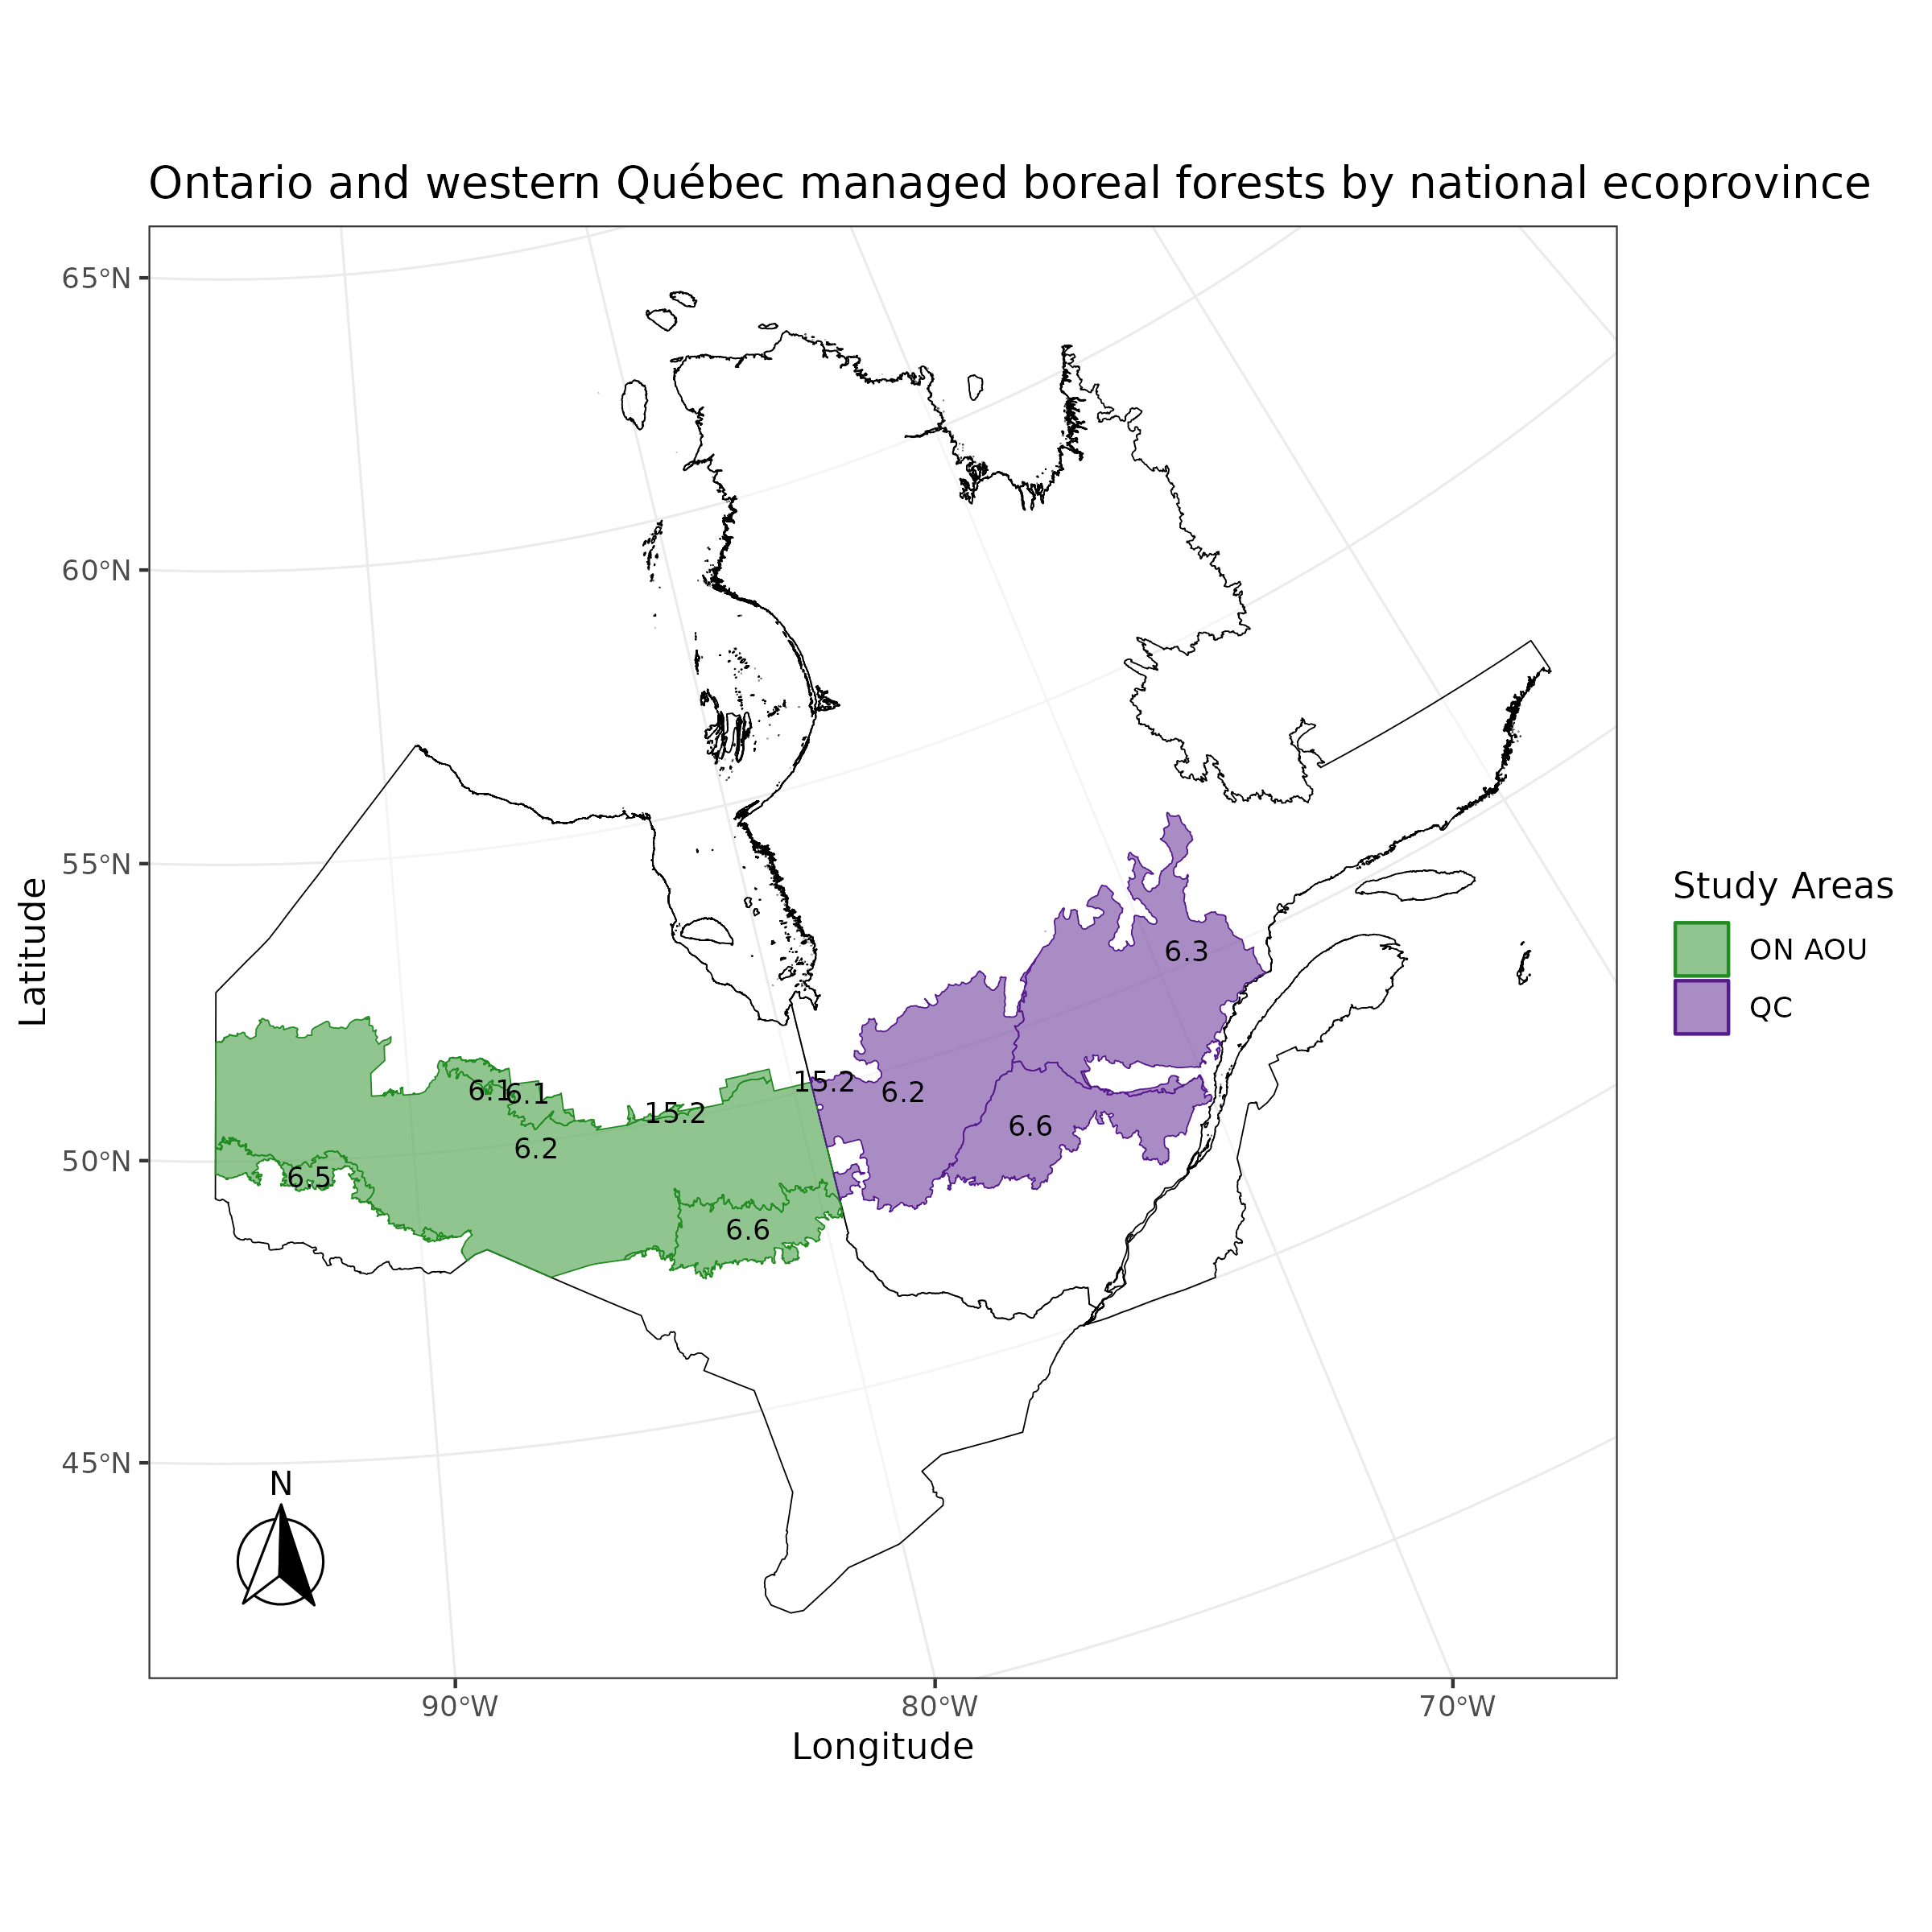 Ontario and western Québec managed boreal forests by national ecoprovince
65°N
60°N
55°N
50°N
45°N
Latitude
6.3
15.2
6.2
6.1
6.1
15.2
6.6
6.2
6.5
6.6
N
90°W
80°W
70°W
Longitude
Study Areas
ON AOU
QC